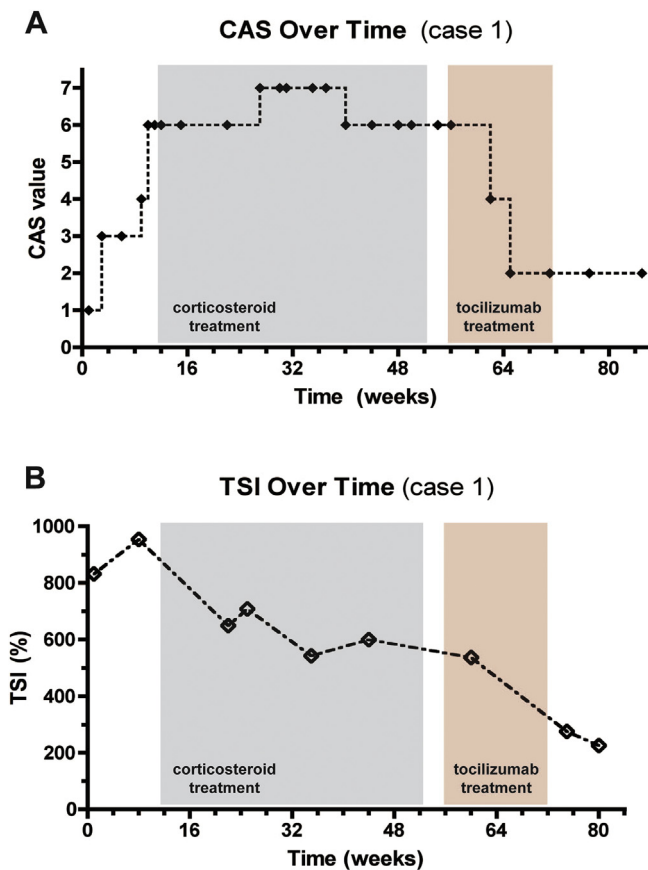 A
CAS Over Time (case 1)
CAS value
7
6
5
4
3
2
1
0
corticosteroid
treatment
tocilizumab
treatment
0 16 32 48 64 80
Time (weeks)
B
TSI Over Time (case 1)
TSI (%)
1000
800
600
400
200
0
corticosteroid
treatment
tocilizumab
treatment
0 16 32 48 64 80
Time (weeks)